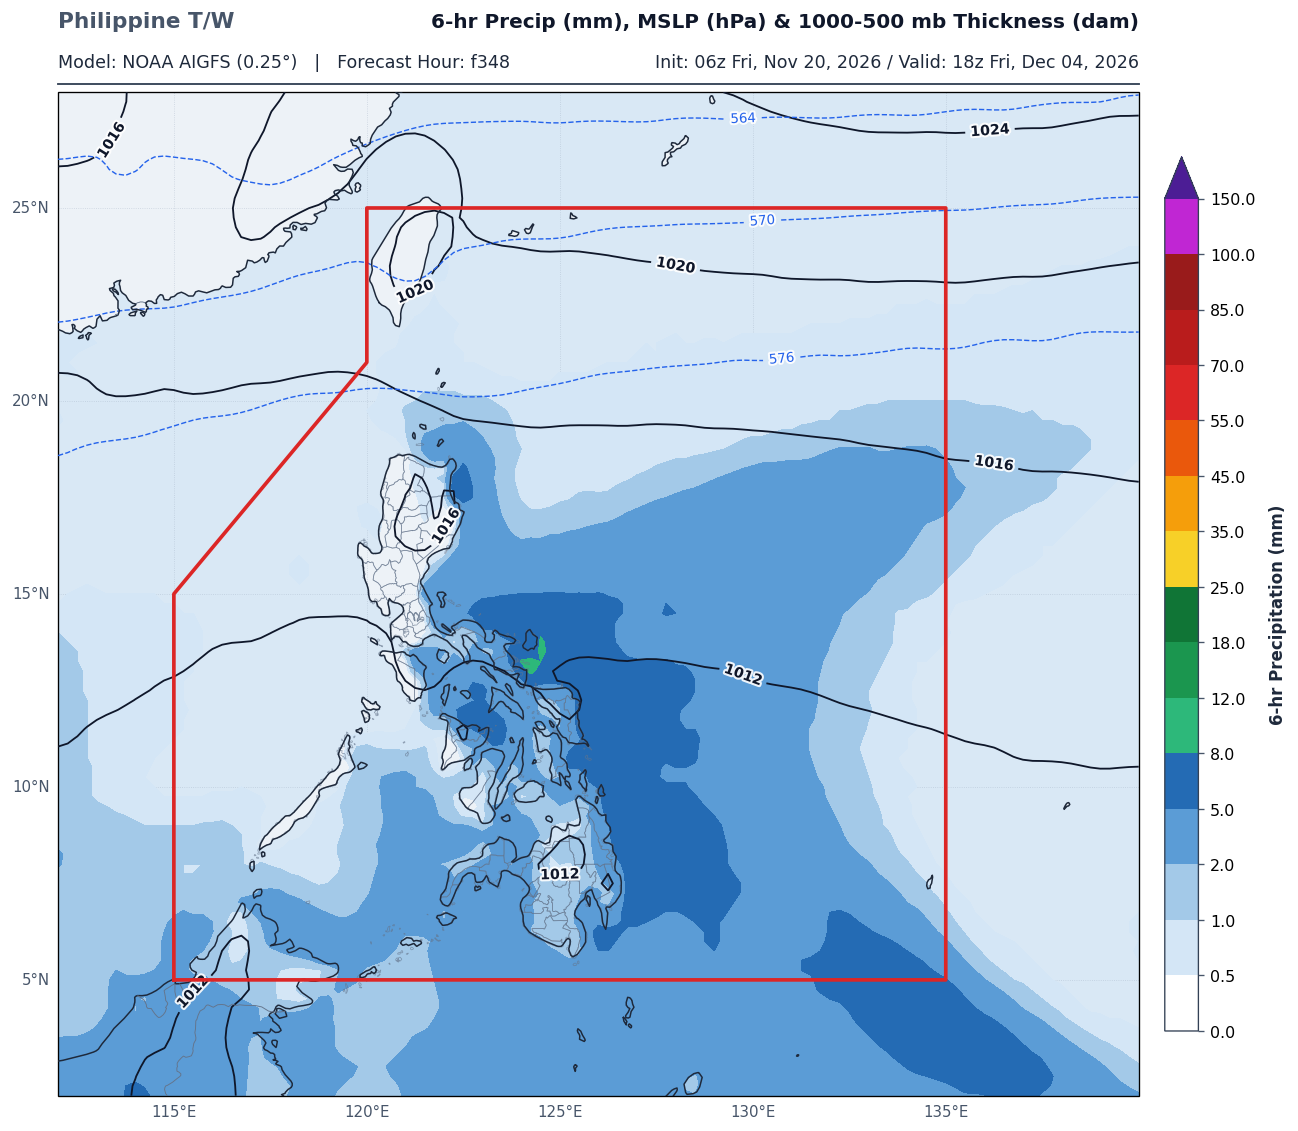 Philippine T/W
6-hr Precip (mm), MSLP (hPa) & 1000-500 mb Thickness (dam)
Model: NOAA AIGFS (0.25°) | Forecast Hour: f348
Init: 06z Fri, Nov 20, 2026 / Valid: 18z Fri, Dec 04, 2026
1016
564
1024
570
1020
1020
576
1016
1016
1012
1012
1012
25°N
20°N
15°N
10°N
5°N
115°E
120°E
125°E
130°E
135°E
150.0
100.0
85.0
70.0
55.0
45.0
35.0
25.0
18.0
12.0
8.0
5.0
2.0
1.0
0.5
0.0
6-hr Precipitation (mm)